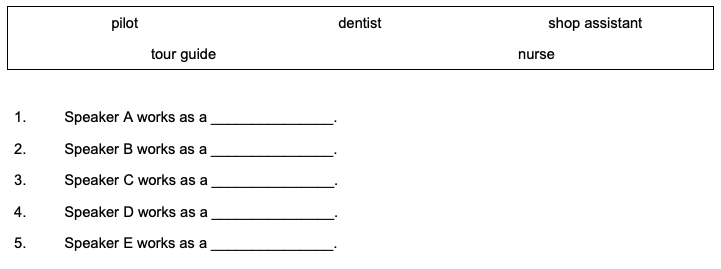 pilot dentist shop assistant
tour guide nurse
1. Speaker A works as a _______________.
2. Speaker B works as a _______________.
3. Speaker C works as a _______________.
4. Speaker D works as a _______________.
5. Speaker E works as a _______________.